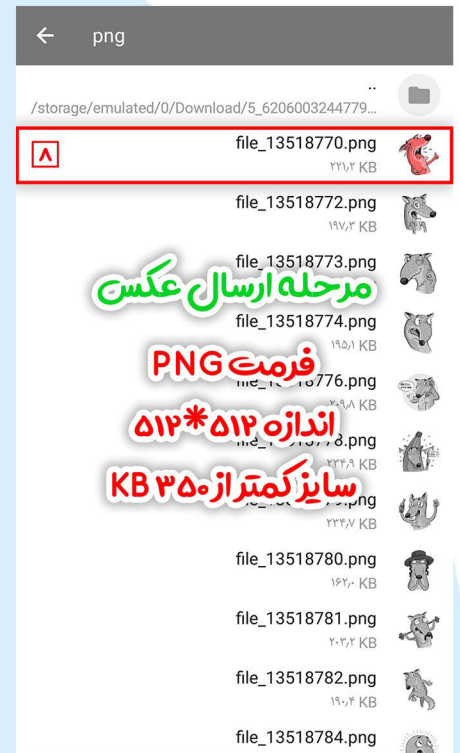 png
..
/storage/emulated/0/Download/5_6206003244779...
۸
file_13518770.png
۲۲۱٫۲ KB
file_13518772.png
۱۹۷٫۳ KB
file_13518773.png
مرحله ارسال عکس
file_13518774.png
۱۹۵٫۱ KB
فرمت PNG
776.png
۲۰۹٫۸ KB
اندازه ۵۱۲*۵۱۲
۲۳۴٫۹ KB
سایز کمتر از ۳۵۰ KB
۲۳۴٫۷ KB
file_13518780.png
۱۶۲٫۰ KB
file_13518781.png
۲۰۳٫۲ KB
file_13518782.png
۱۹۰٫۴ KB
file_13518784.png